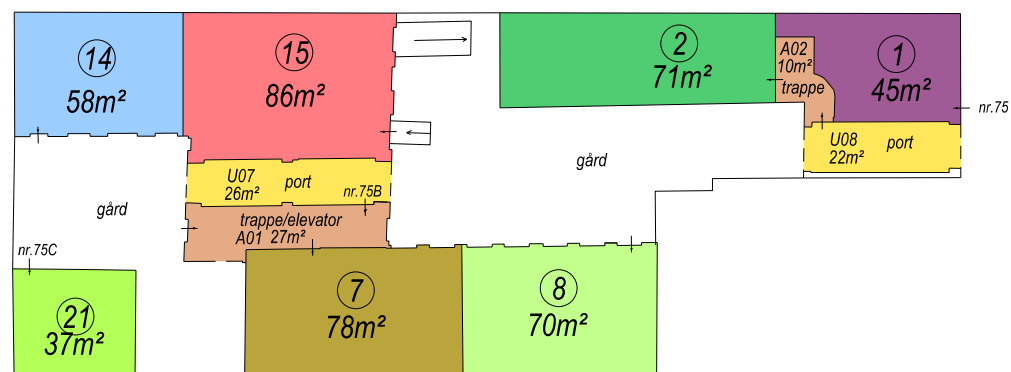 14
58m²
15
86m²
2
71m²
A02
10m²
trappe
1
45m²
nr.75
U08
22m²
port
gård
U07
26m²
port
nr.75B
trappe/elevator
A01 27m²
gård
nr.75C
21
37m²
7
78m²
8
70m²